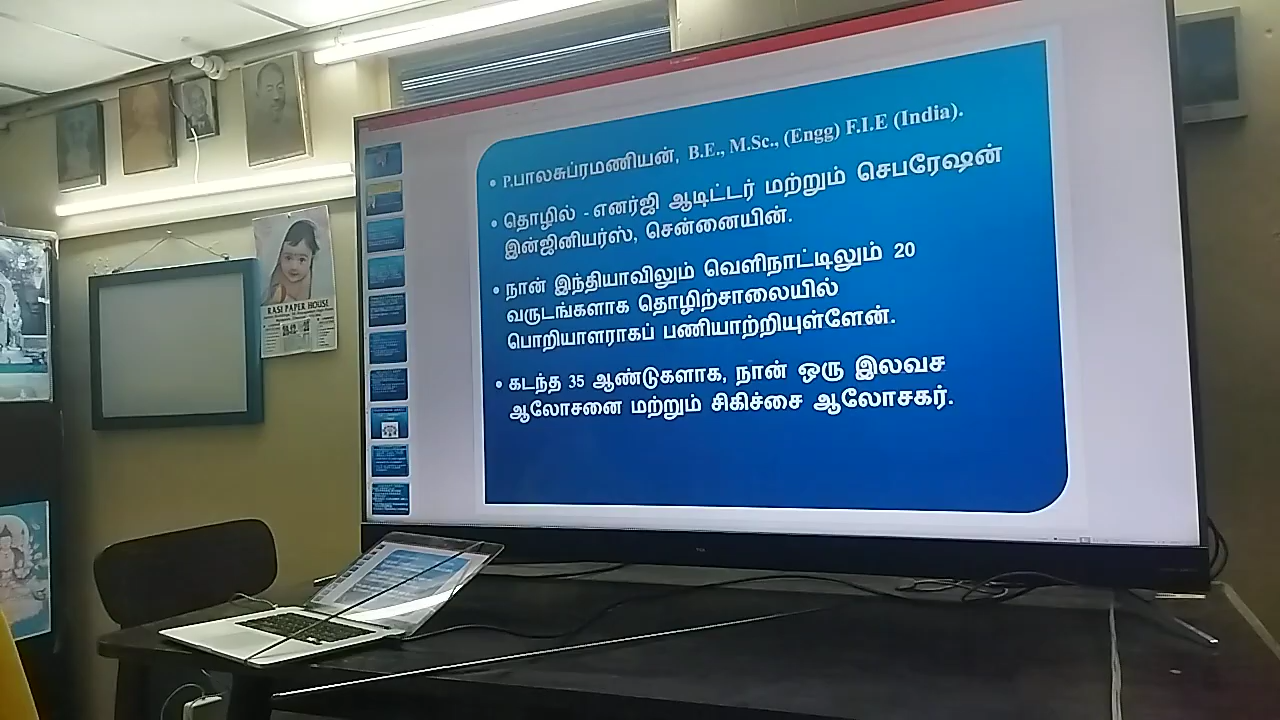 P.பாலசுப்ரமணியன், B.E., M.Sc., (Engg) F.I.E (India).
தொழில் - எனர்ஜி ஆடிட்டர் மற்றும் செபரேஷன்
இன்ஜினியர்ஸ், சென்னையின்.
நான் இந்தியாவிலும் வெளிநாட்டிலும் 20
வருடங்களாக தொழிற்சாலையில்
பொறியாளராகப் பணியாற்றியுள்ளேன்.
கடந்த 35 ஆண்டுகளாக, நான் ஒரு இலவச
ஆலோசனை மற்றும் சிகிச்சை ஆலோசகர்.
RASI PAPER HOUSE